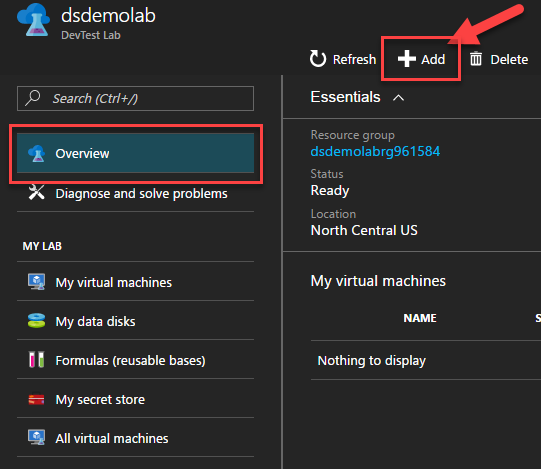 dsdemolab
DevTest Lab
Refresh Add Delete
Search (Ctrl+/)
Overview
Diagnose and solve problems
MY LAB
My virtual machines
My data disks
Formulas (reusable bases)
My secret store
All virtual machines
Essentials
Resource group
dsdemolabrg961584
Status
Ready
Location
North Central US
My virtual machines
NAME S
Nothing to display